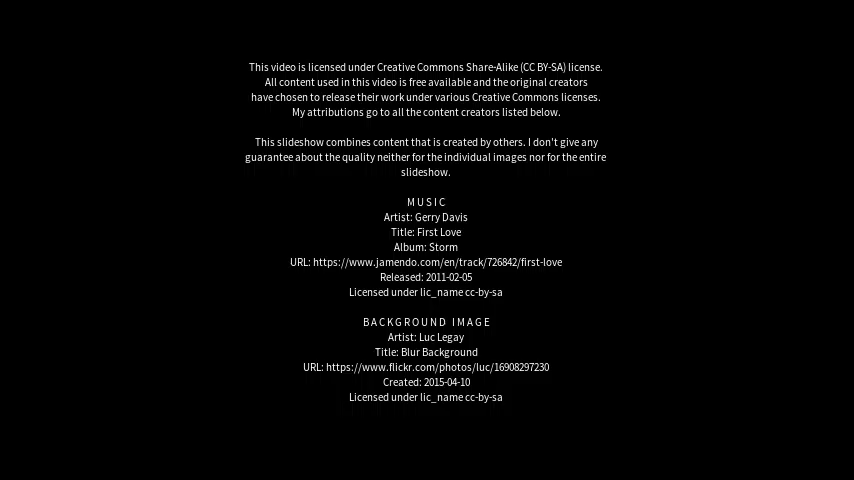 This video is licensed under Creative Commons Share-Alike (CC BY-SA) license.
All content used in this video is free available and the original creators
have chosen to release their work under various Creative Commons licenses.
My attributions go to all the content creators listed below.
This slideshow combines content that is created by others. I don't give any
guarantee about the quality neither for the individual images nor for the entire
slideshow.
MUSIC
Artist: Gerry Davis
Title: First Love
Album: Storm
URL: https://www.jamendo.com/en/track/726842/first-love
Released: 2011-02-05
Licensed under lic_name cc-by-sa
BACKGROUND IMAGE
Artist: Luc Legay
Title: Blur Background
URL: https://www.flickr.com/photos/luc/16908297230
Created: 2015-04-10
Licensed under lic_name cc-by-sa